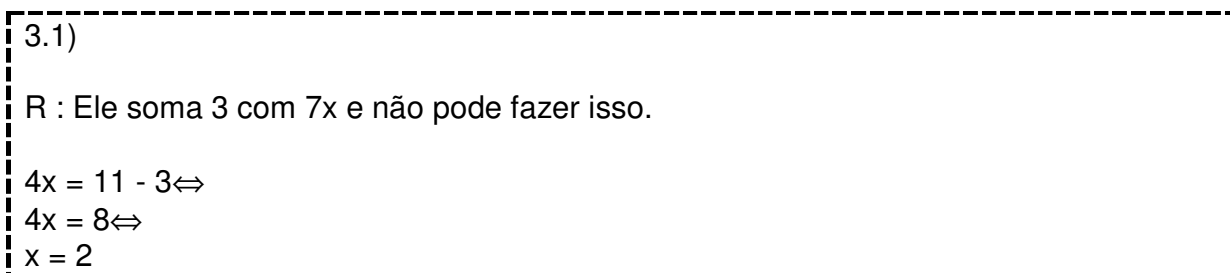 3.1)
R : Ele soma 3 com 7x e não pode fazer isso.
4x = 11 - 3⇔
4x = 8⇔
x = 2